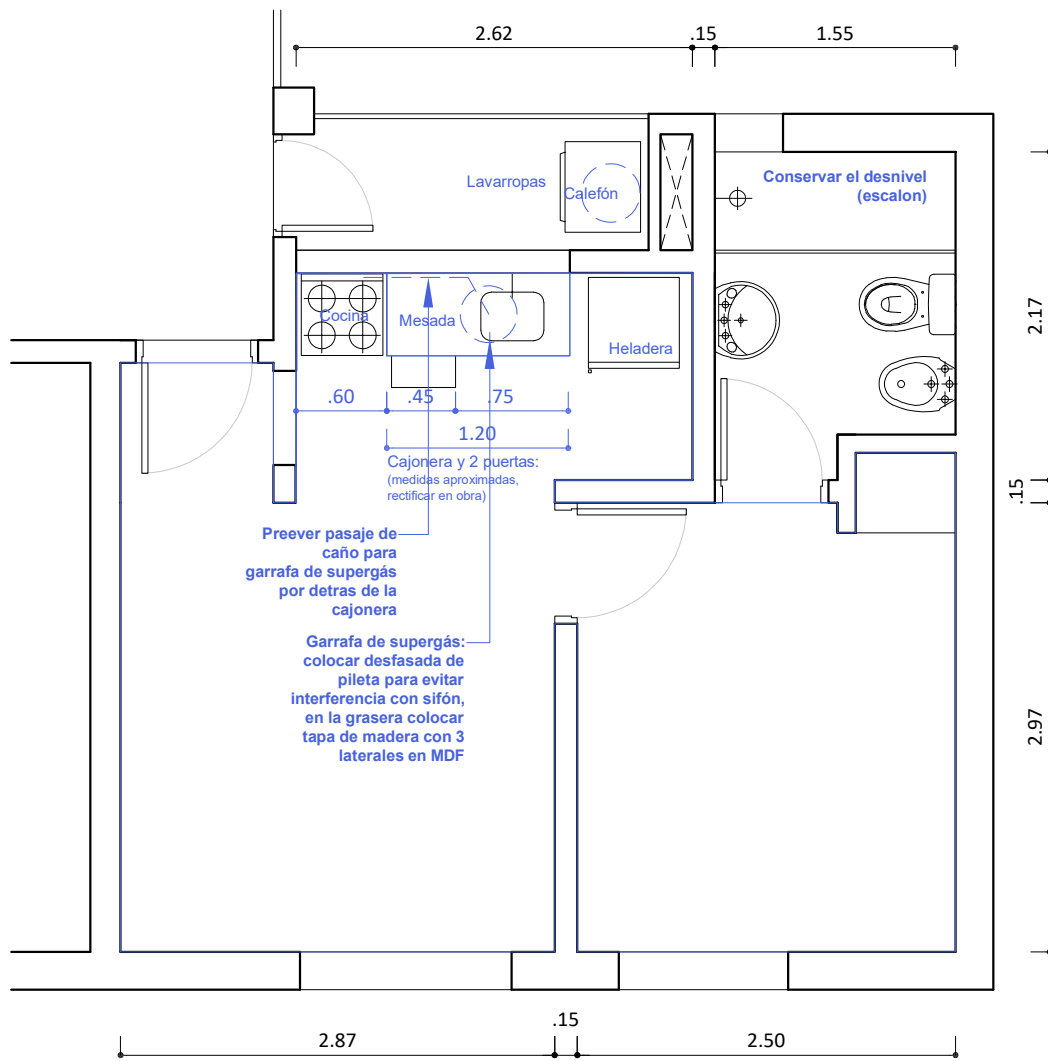 2.62
.15
1.55
Lavarropas
Calefón
Conservar el desnivel
(escalon)
Cocina
Mesada
Heladera
2.17
.60
.45
.75
1.20
Cajonera y 2 puertas:
(medidas aproximadas,
rectificar en obra)
.15
Preever pasaje de
caño para
garrafa de supergás
por detras de la
cajonera
Garrafa de supergás:
colocar desfasada de
pileta para evitar
interferencia con sifón,
en la grasera colocar
tapa de madera con 3
laterales en MDF
2.97
2.87
.15
2.50